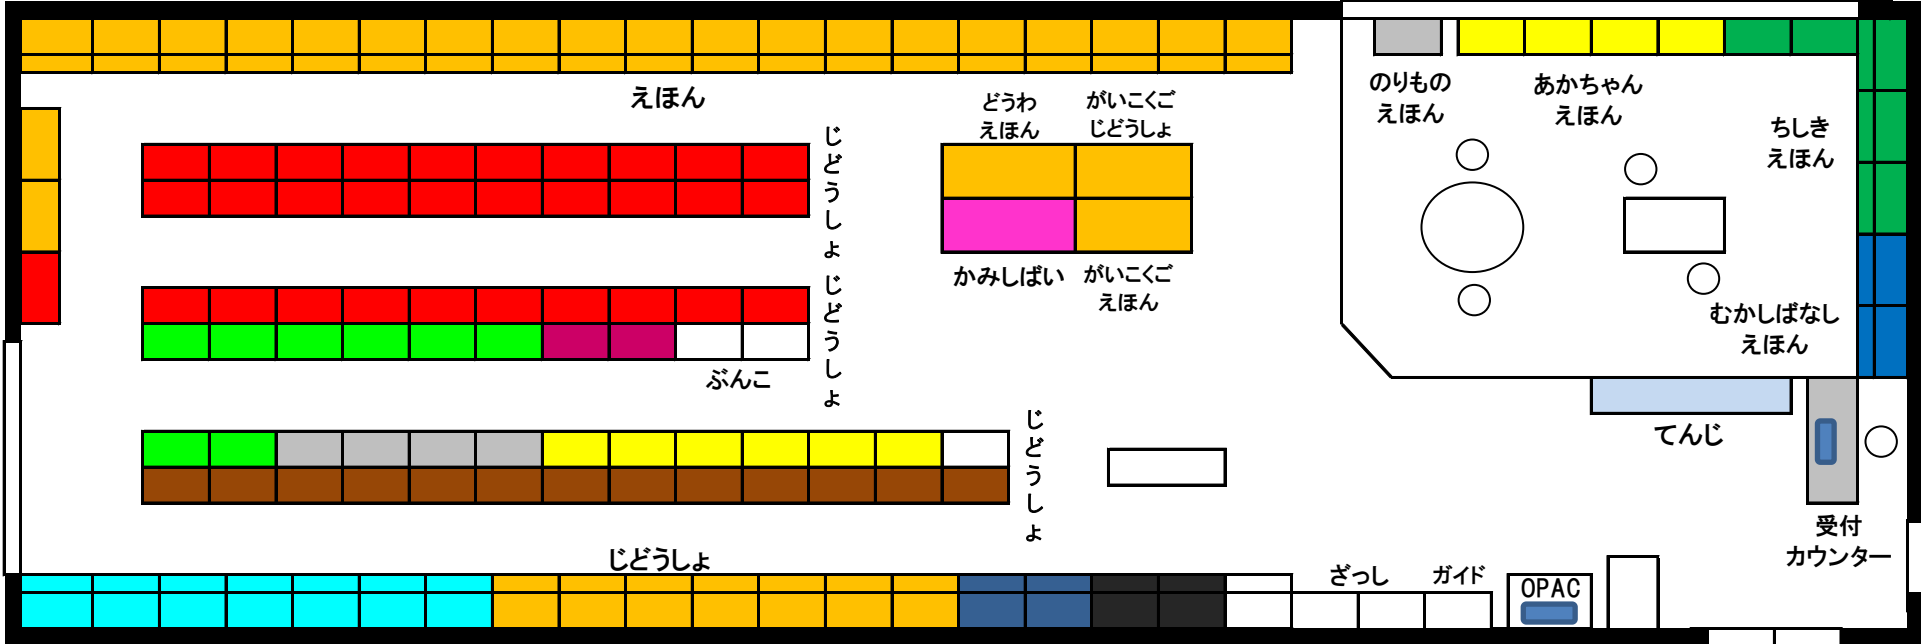 えほん
どうわ
えほん
がいこくご
じどうしょ
のりもの
えほん
あかちゃん
えほん
ちしき
えほん
じどうしょ
かみしばい
がいこくご
えほん
むかしばなし
えほん
じどうしょ
ぶんこ
てんじ
じどうしょ
受付
カウンター
じどうしょ
ざっし
ガイド
OPAC